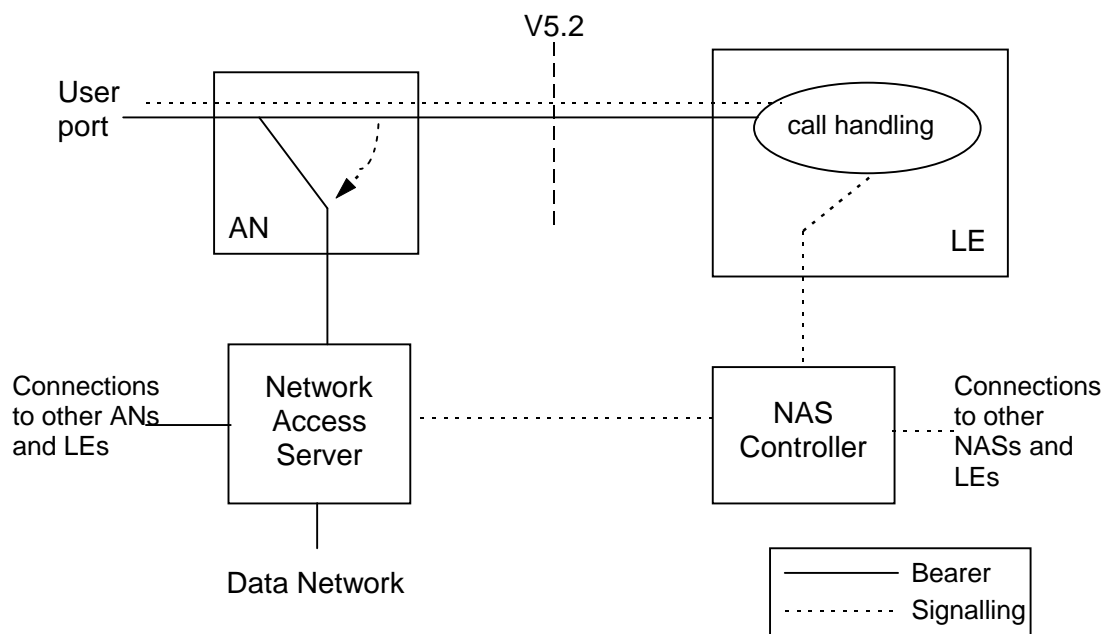 V5.2
User
port
call handling
AN
LE
Connections
to other ANs
and LEs
Network
Access
Server
NAS
Controller
Connections
to other
NASs and
LEs
Data Network
Bearer
Signalling